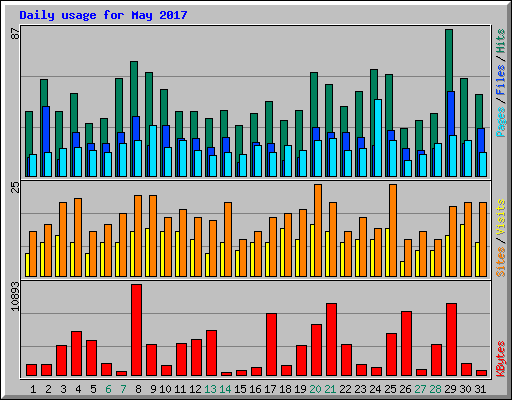 Daily usage for May 2017
87
Pages / Files / Hits
25
Sites / Visits
10893
KBytes
1 2 3 4 5 6 7 8 9 10 11 12 13 14 15 16 17 18 19 20 21 22 23 24 25 26 27 28 29 30 31